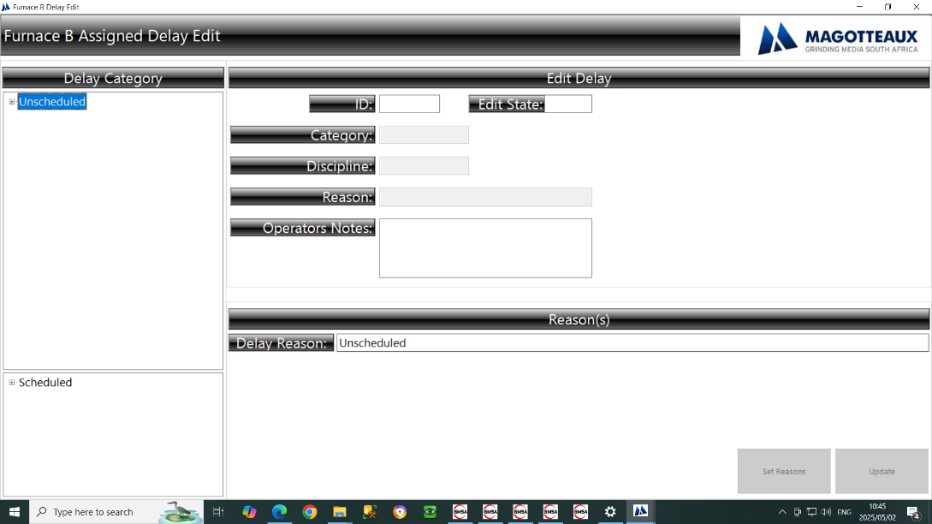 Furnace B Delay Edit
Furnace B Assigned Delay Edit
MAGOTTEAUX
GRINDING MEDIA SOUTH AFRICA
Delay Category
Unscheduled
Scheduled
Edit Delay
ID:
Edit State:
Category:
Discipline:
Reason:
Operators Notes:
Reason(s)
Delay Reason: Unscheduled
Set Reasons
Update
Type here to search
ENG
10:45
2025/05/02